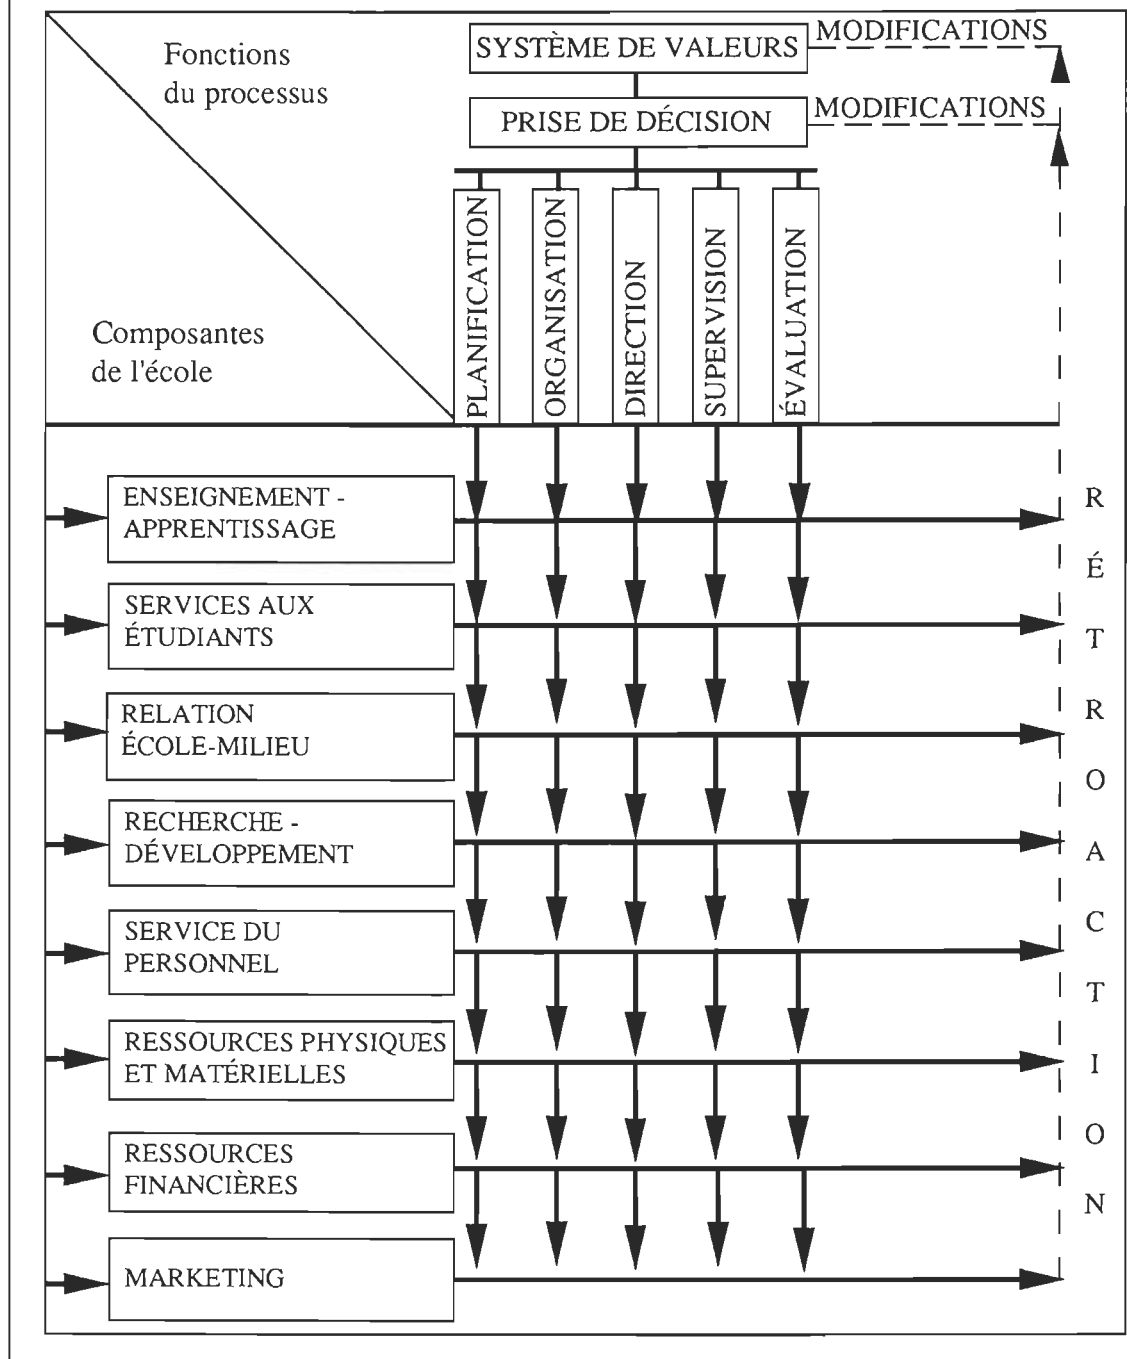 Fonctions
du processus
SYSTÈME DE VALEURS
MODIFICATIONS
PRISE DE DÉCISION
MODIFICATIONS
PLANIFICATION
ORGANISATION
DIRECTION
SUPERVISION
ÉVALUATION
Composantes
de l'école
ENSEIGNEMENT -
APPRENTISSAGE
SERVICES AUX
ÉTUDIANTS
RELATION
ÉCOLE-MILIEU
RECHERCHE -
DÉVELOPPEMENT
SERVICE DU
PERSONNEL
RESSOURCES PHYSIQUES
ET MATÉRIELLES
RESSOURCES
FINANCIÈRES
MARKETING
RÉTROACTION